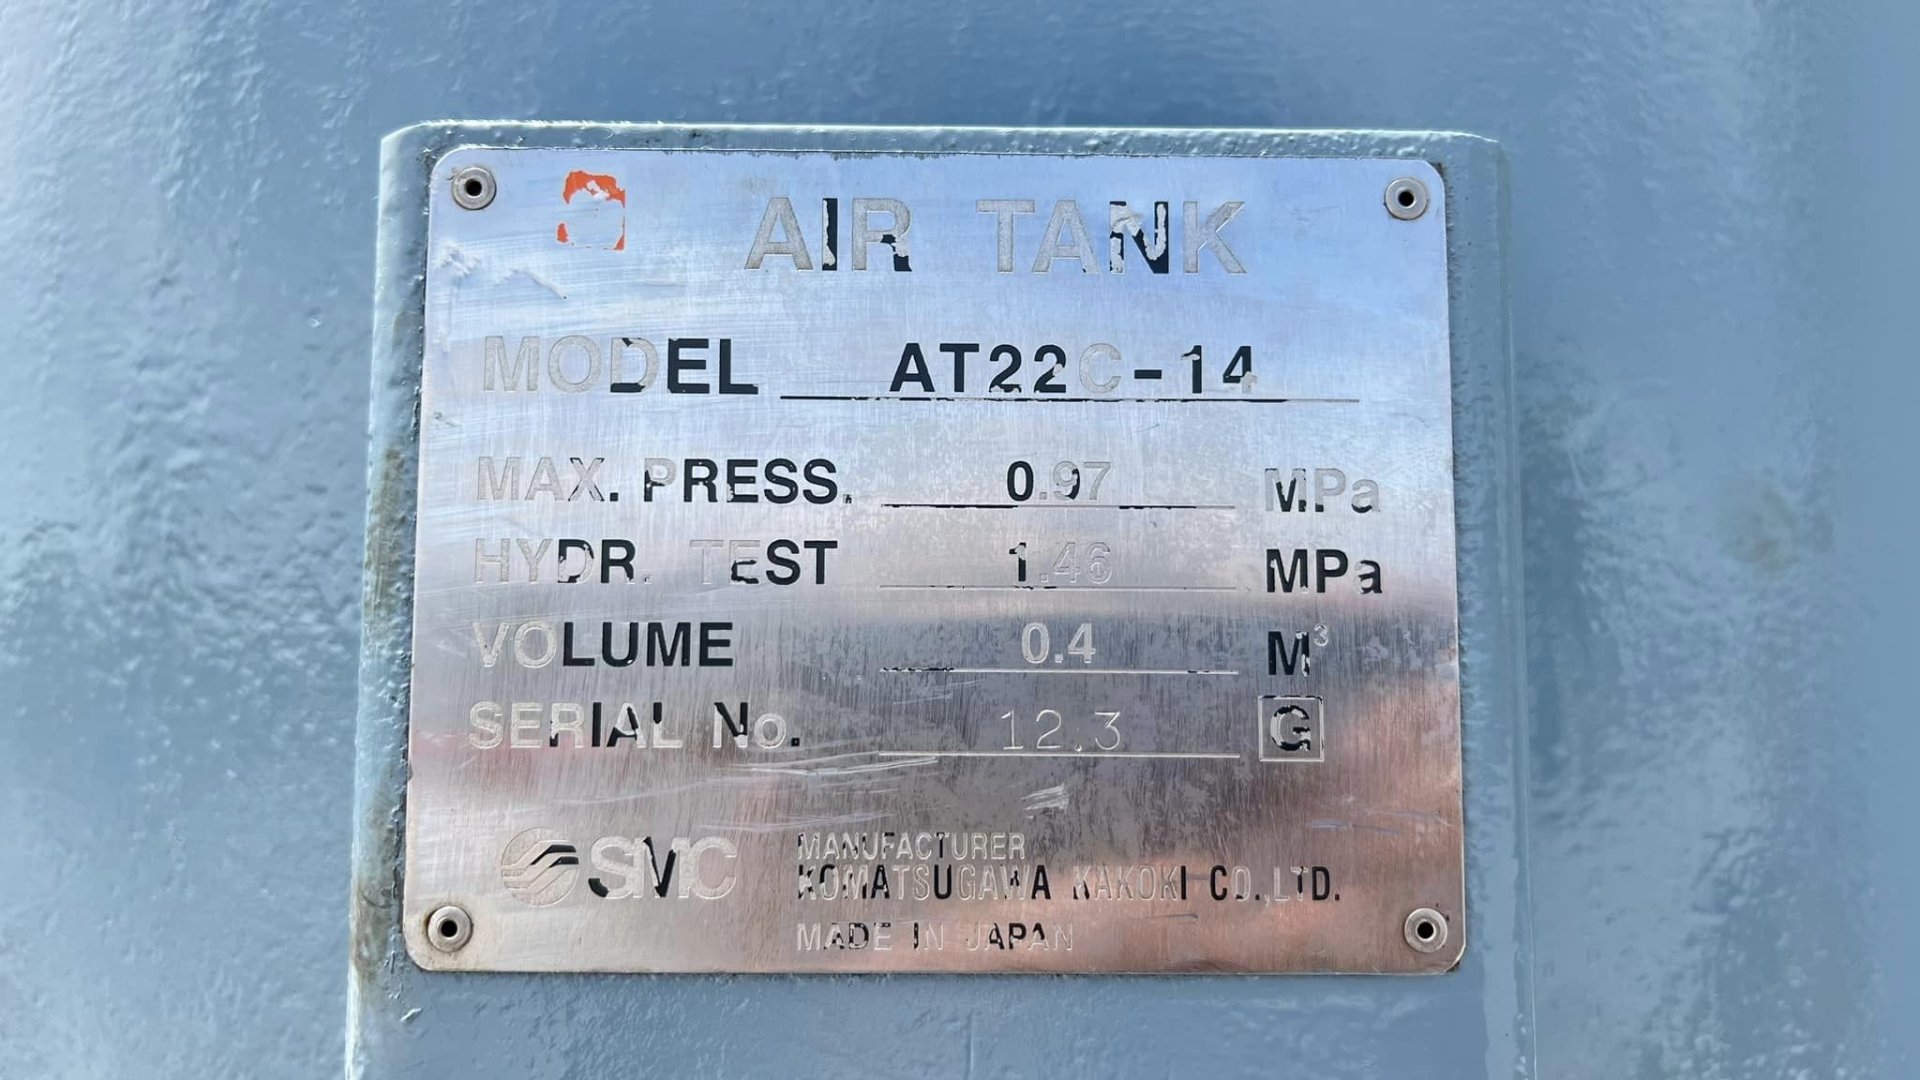 AIR TANK
MODEL AT22C-14
MAX. PRESS. 0.97 MPa
HYDR. TEST 1.46 MPa
VOLUME 0.4 M³
SERIAL No. 12.3 G
SMC MANUFACTURER
KOMATSUGAWA KAKOKI CO.,LTD.
MADE IN JAPAN